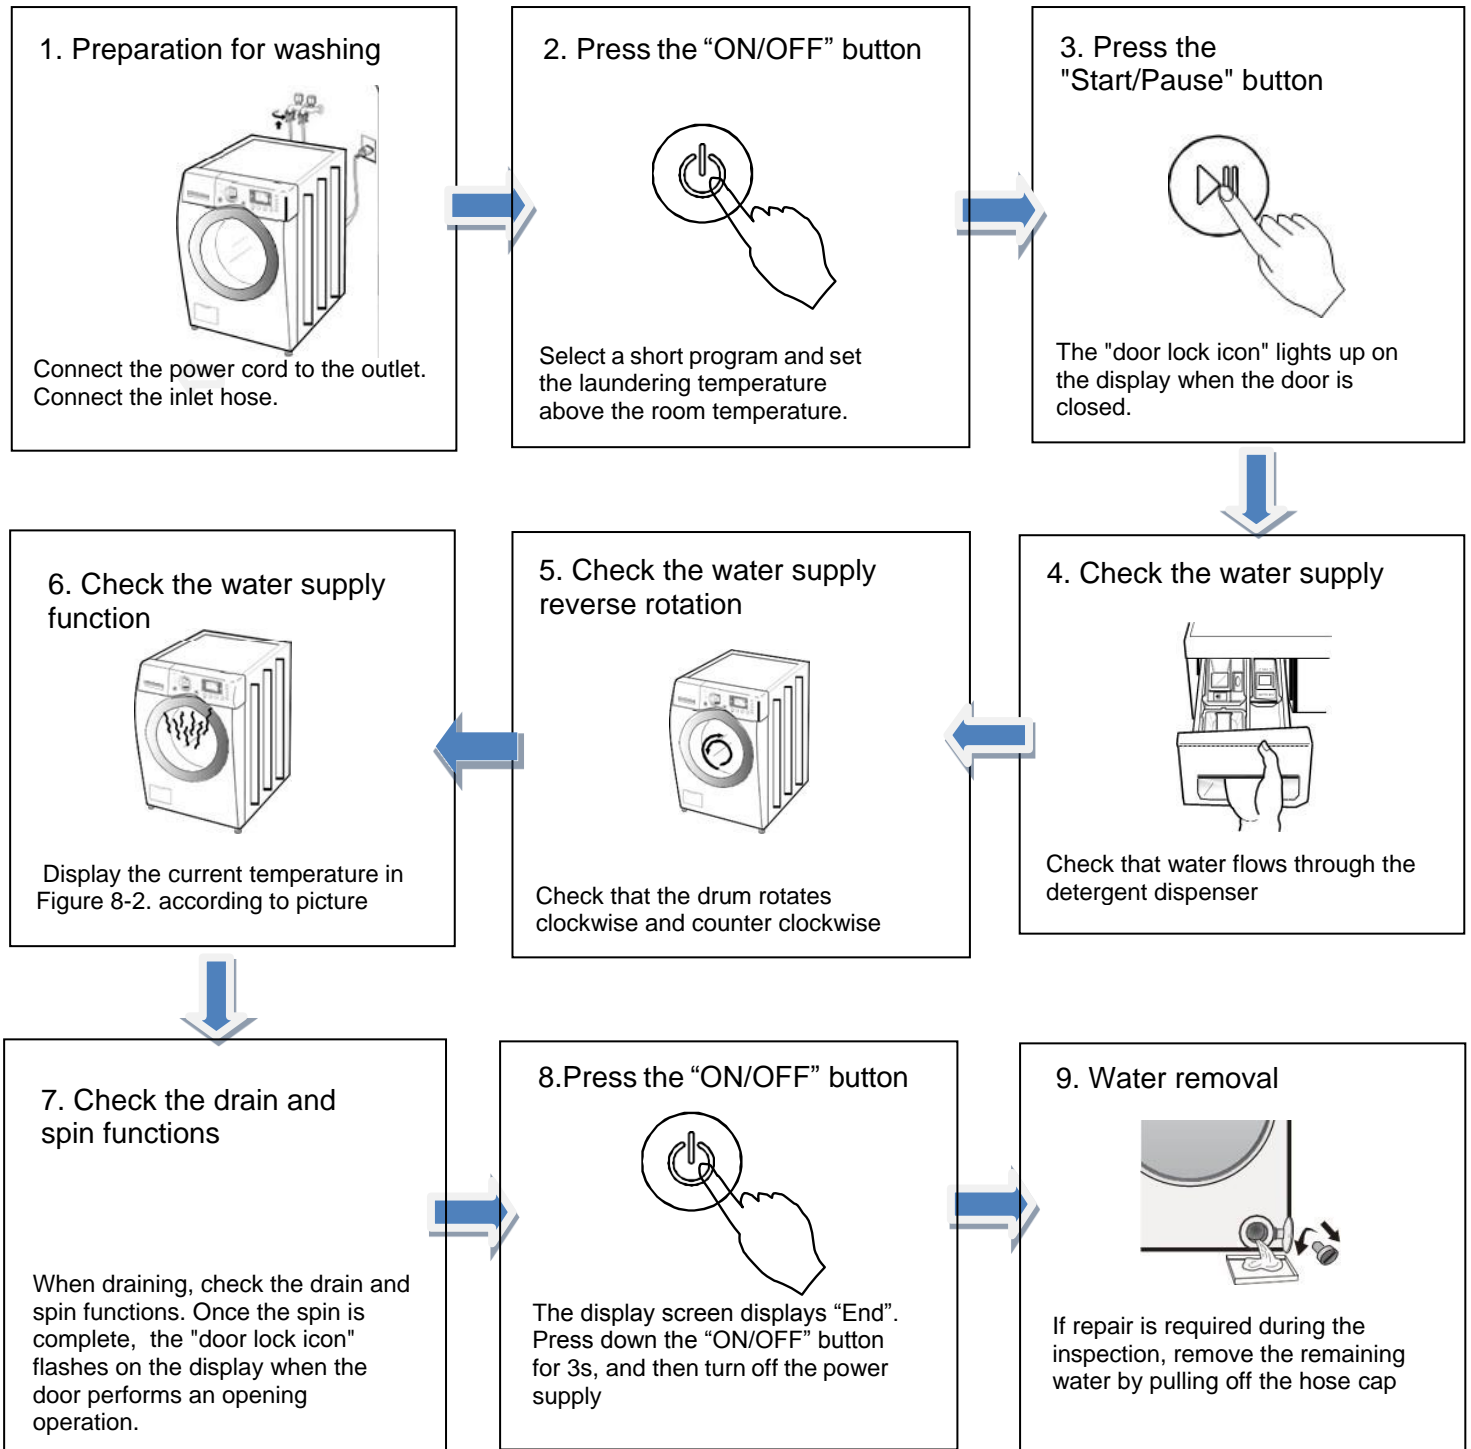 1. Preparation for washing
Connect the power cord to the outlet.
Connect the inlet hose.
2. Press the “ON/OFF” button
Select a short program and set
the laundering temperature
above the room temperature.
3. Press the
"Start/Pause" button
The "door lock icon" lights up on
the display when the door is
closed.
4. Check the water supply
Check that water flows through the
detergent dispenser
5. Check the water supply
reverse rotation
Check that the drum rotates
clockwise and counter clockwise
6. Check the water supply
function
Display the current temperature in
Figure 8-2. according to picture
7. Check the drain and
spin functions
When draining, check the drain and
spin functions. Once the spin is
complete, the "door lock icon"
flashes on the display when the
door performs an opening
operation.
8.Press the “ON/OFF” button
The display screen displays “End”.
Press down the “ON/OFF” button
for 3s, and then turn off the power
supply
9. Water removal
If repair is required during the
inspection, remove the remaining
water by pulling off the hose cap